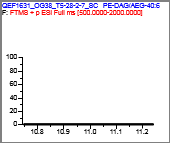 QEF1631_OG38_T5-28-2-7_SC PE-DAG/AEG-40:6
F: FTMS + p ESI Full ms [500.0000-2000.0000]
100
80
60
40
20
0
10.8 10.9 11.0 11.1 11.2